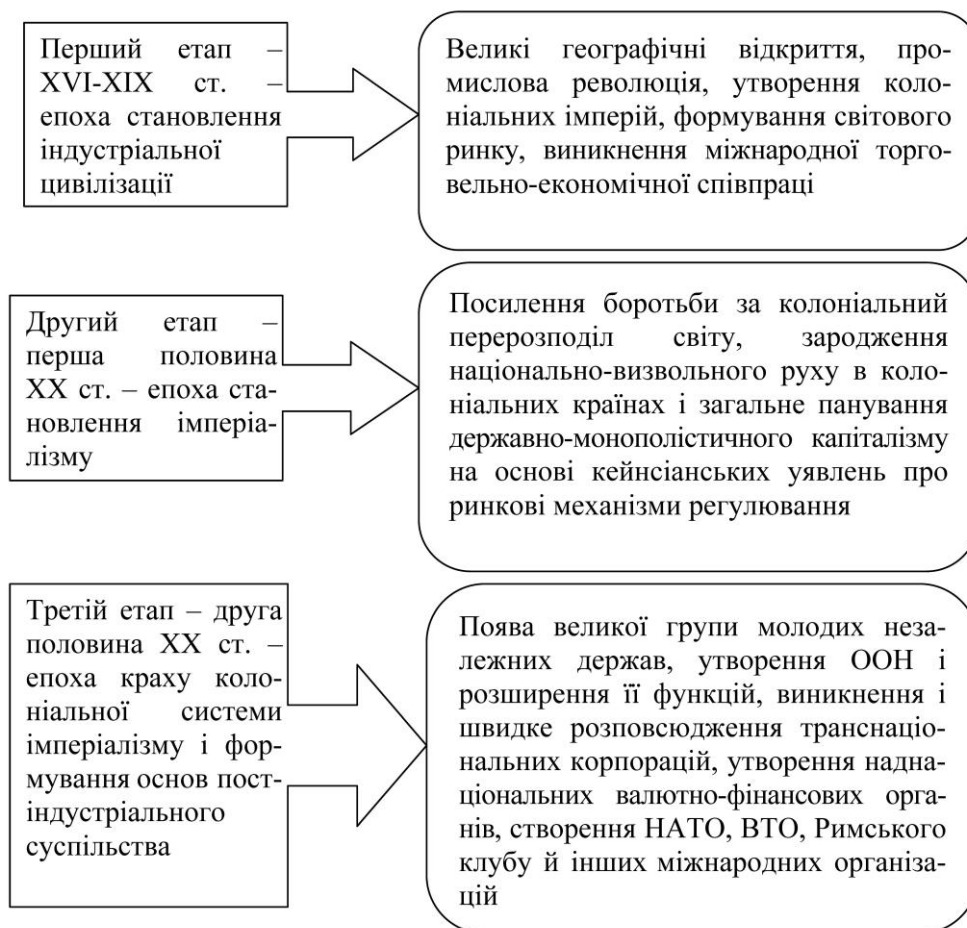 Перший етап –
XVI-XIX ст. –
епоха становлення
індустріальної
цивілізації
Великі географічні відкриття, про-
мислова революція, утворення коло-
ніальних імперій, формування світового
ринку, виникнення міжнародної торго-
вельно-економічної співпраці
Другий етап –
перша половина
XX ст. – епоха ста-
новлення імперіа-
лізму
Посилення боротьби за колоніальний
перерозподіл світу, зародження
національно-визвольного руху в коло-
ніальних країнах і загальне панування
державно-монополістичного капіталізму
на основі кейнсіанських уявлень про
ринкові механізми регулювання
Третій етап – друга
половина XX ст. –
епоха краху коло-
ніальної системи
імперіалізму і фор-
мування основ пост-
індустріального
суспільства
Поява великої групи молодих неза-
лежних держав, утворення ООН і
розширення її функцій, виникнення і
швидке розповсюдження транснаціо-
нальних корпорацій, утворення надна-
ціональних валютно-фінансових орга-
нів, створення НАТО, ВТО, Римського
клубу й інших міжнародних організа-
цій